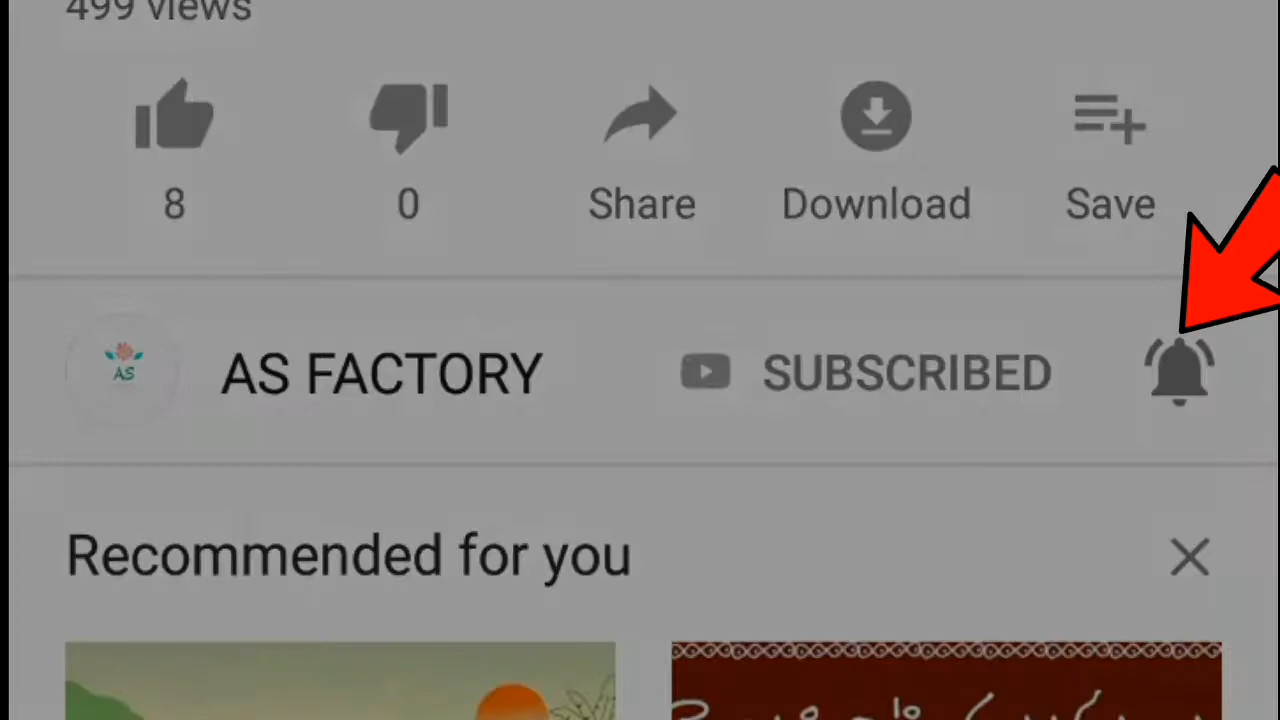 499 views
8 0 Share Download Save
AS
AS FACTORY SUBSCRIBED
Recommended for you